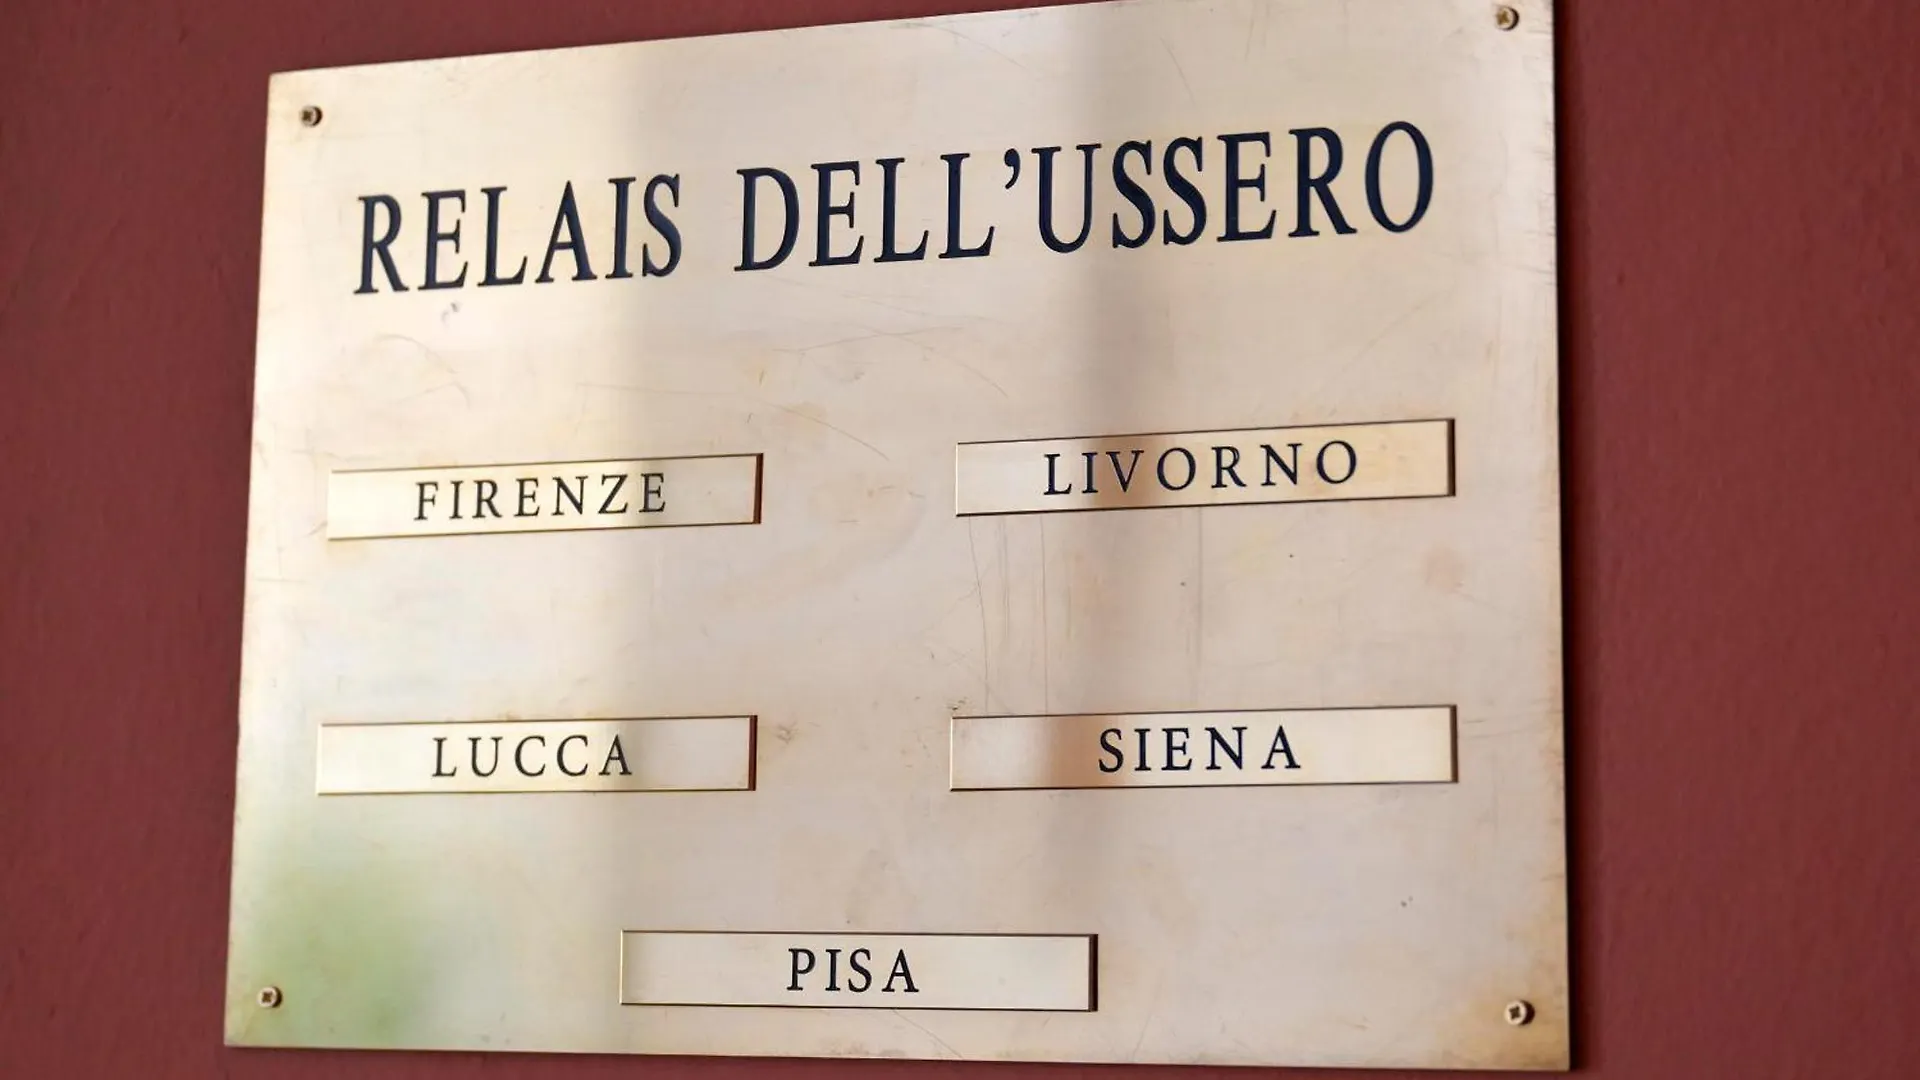 RELAIS DELL'USSERO
FIRENZE
LIVORNO
LUCCA
SIENA
PISA